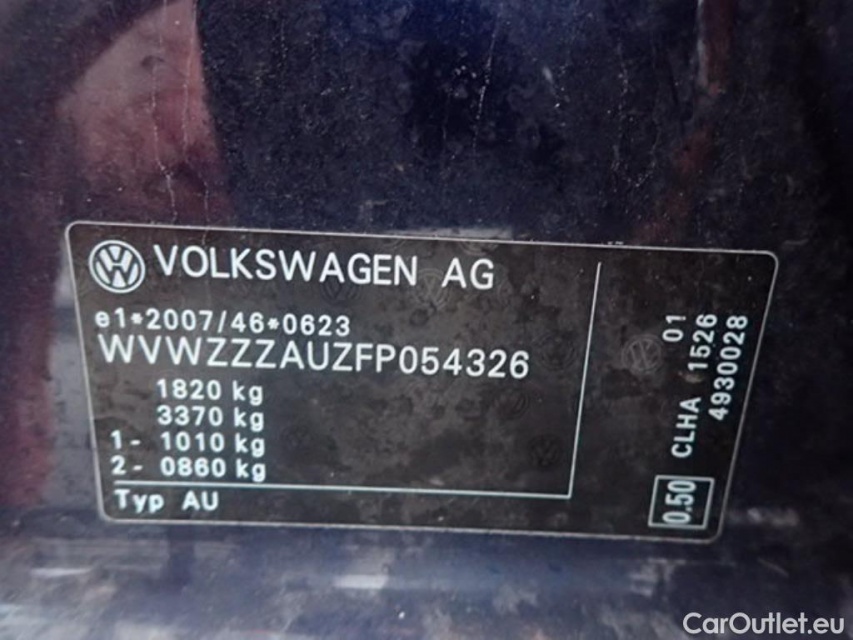 VOLKSWAGEN AG
e1*2007/46*0623
WVWZZZAUZFP054326
1820 kg
3370 kg
1- 1010 kg
2- 0860 kg
Typ AU
01
CLHA 1526
4930028
0.50
CarOutlet.eu